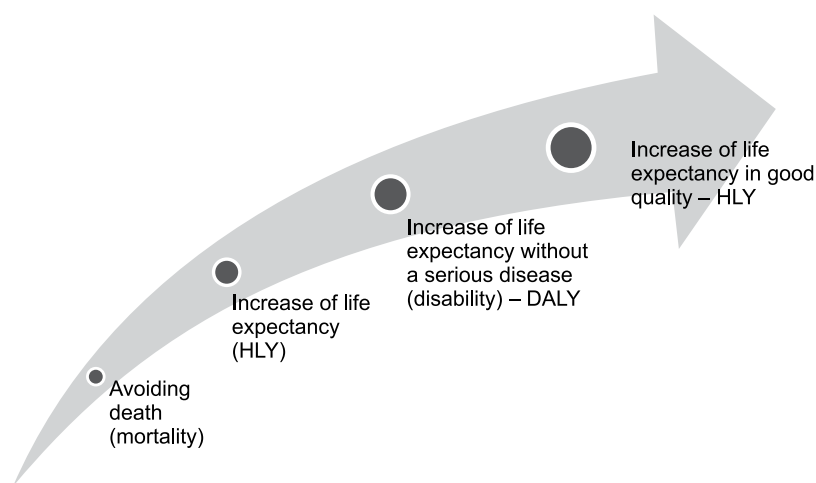 Avoiding
death
(mortality)
Increase of life
expectancy
(HLY)
Increase of life
expectancy without
a serious disease
(disability) – DALY
Increase of life
expectancy in good
quality – HLY